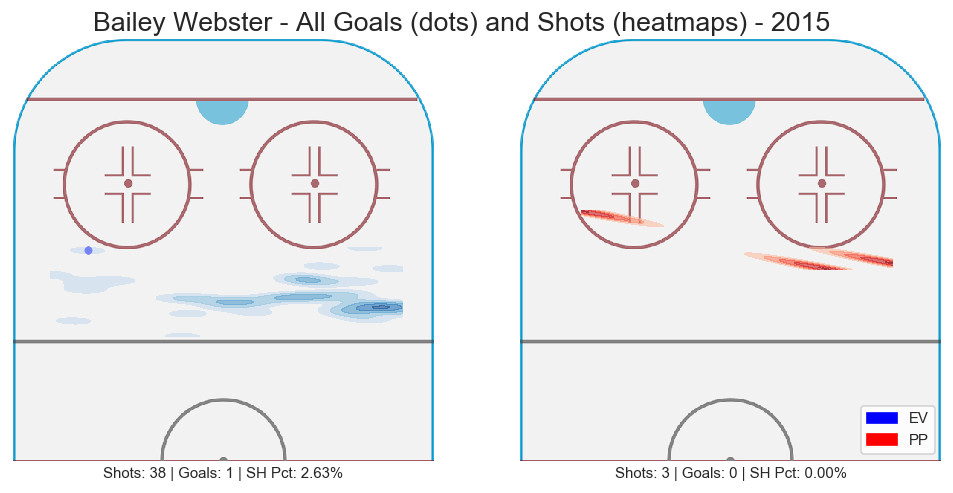 Bailey Webster - All Goals (dots) and Shots (heatmaps) - 2015
EV
PP
Shots: 38 | Goals: 1 | SH Pct: 2.63%
Shots: 3 | Goals: 0 | SH Pct: 0.00%